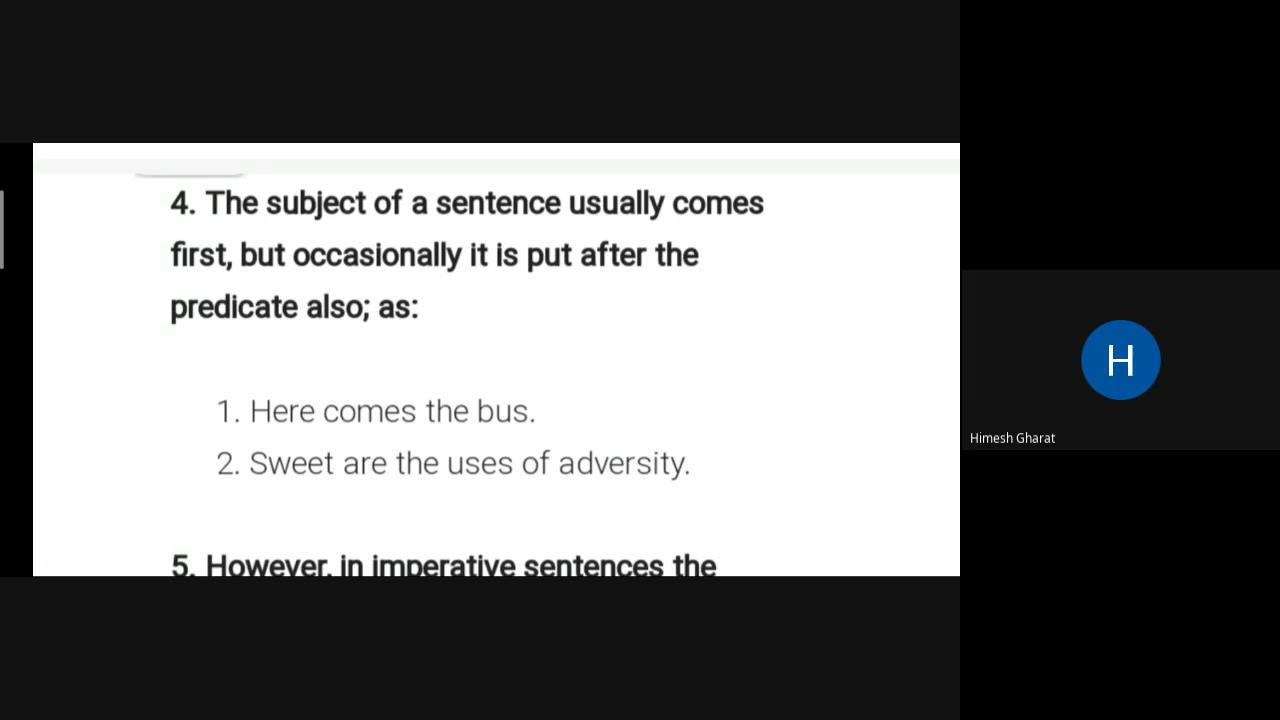 4. The subject of a sentence usually comes
first, but occasionally it is put after the
predicate also; as:
1. Here comes the bus.
2. Sweet are the uses of adversity.
5. However, in imperative sentences the
H
Himesh Gharat